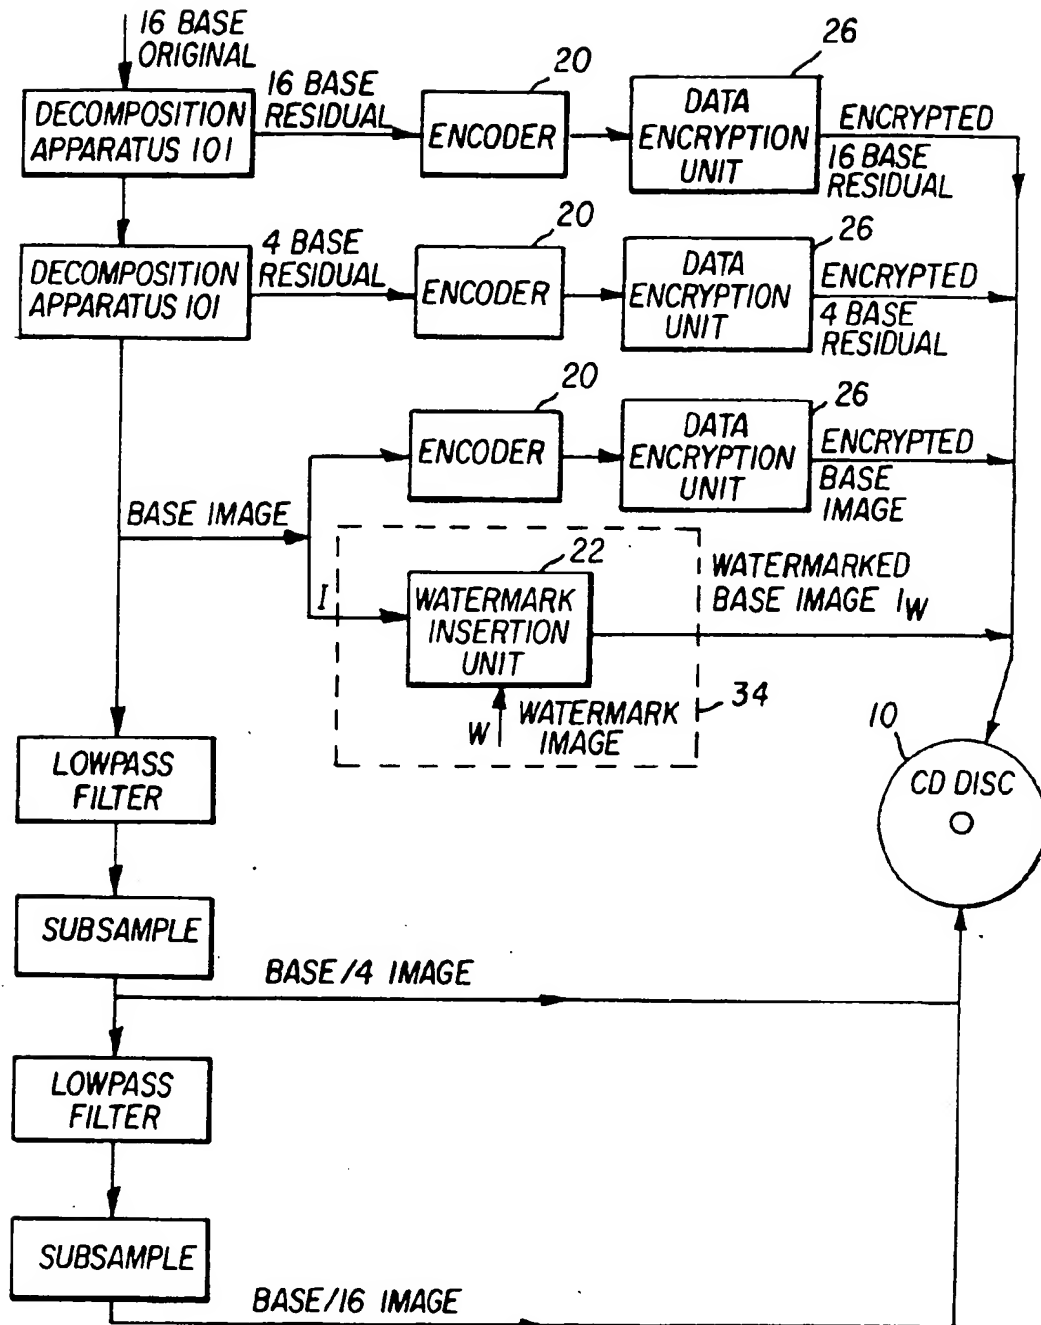 16 BASE
ORIGINAL
DECOMPOSITION
APPARATUS 101
16 BASE
RESIDUAL
20
ENCODER
26
DATA
ENCRYPTION
UNIT
ENCRYPTED
16 BASE
RESIDUAL
DECOMPOSITION
APPARATUS 101
4 BASE
RESIDUAL
20
ENCODER
26
DATA
ENCRYPTION
UNIT
ENCRYPTED
4 BASE
RESIDUAL
20
ENCODER
26
DATA
ENCRYPTION
UNIT
ENCRYPTED
BASE
IMAGE
BASE IMAGE
I
22
WATERMARK
INSERTION
UNIT
WATERMARKED
BASE IMAGE IW
W
WATERMARK
IMAGE
34
LOWPASS
FILTER
10
CD DISC
SUBSAMPLE
BASE/4 IMAGE
LOWPASS
FILTER
SUBSAMPLE
BASE/16 IMAGE